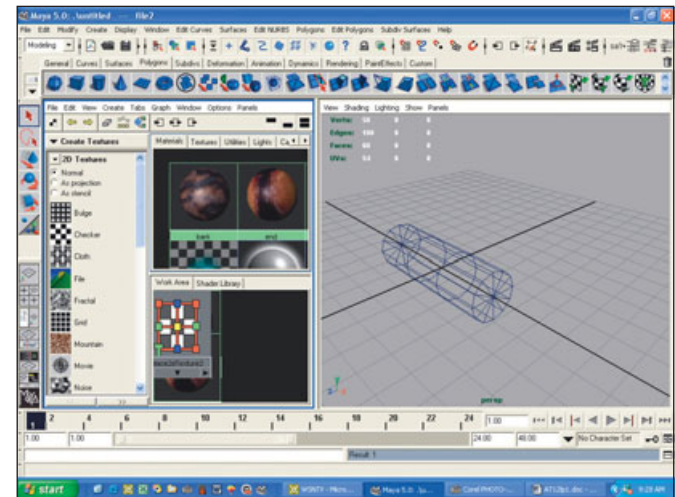 Maya 5.0: .\untitled --- file2
File Edit Modify Create Display Window Edit Curves Surfaces Edit NURBS Polygons Edit Polygons Subdiv Surfaces Help
Modeling
General Curves Surfaces Polygons Subdivs Deformation Animation Dynamics Rendering PaintEffects Custom
File Edit View Create Tabs Graph Window Options Panels
View Shading Lighting Show Panels
Create Textures
Materials Textures Utilities Lights
2D Textures
Normal
As projection
As stencil
Bulge
Checker
Cloth
File
Fractal
Grid
Mountain
Movie
Noise
bark end
Work Area Shader Library
Verts:
Edges:
Faces:
UVs:
persp
2 4 6 8 10 12 14 16 18 20 22 24 1.00
1.00 1.00 24.00 48.00 No Character Set
Result: 1
start
9:28 AM